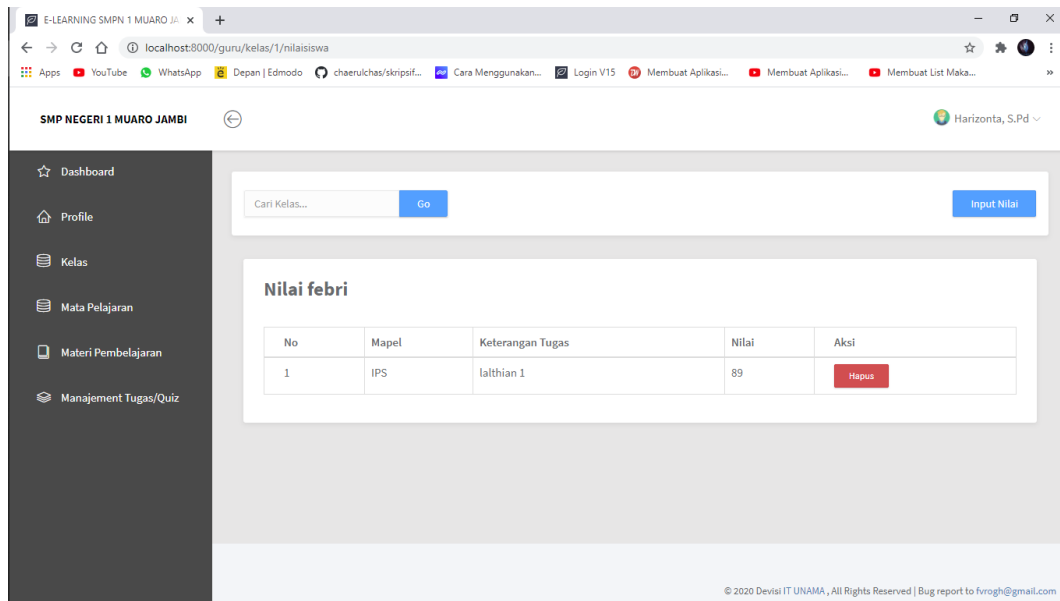 E-LEARNING SMPN 1 MUARO JA
localhost:8000/guru/kelas/1/nilaisiswa
Apps YouTube WhatsApp Depan | Edmodo chaerulchas/skripsif... Cara Menggunakan... Login V15 Membuat Aplikasi... Membuat Aplikasi... Membuat List Maka... »
SMP NEGERI 1 MUARO JAMBI
Harizonta, S.Pd
Dashboard
Profile
Kelas
Mata Pelajaran
Materi Pembelajaran
Manajement Tugas/Quiz
Cari Kelas... Go Input Nilai
Nilai febri
No Mapel Keterangan Tugas Nilai Aksi
1 IPS lalthian 1 89 Hapus
© 2020 Devisi IT UNAMA , All Rights Reserved | Bug report to fvrogh@gmail.com